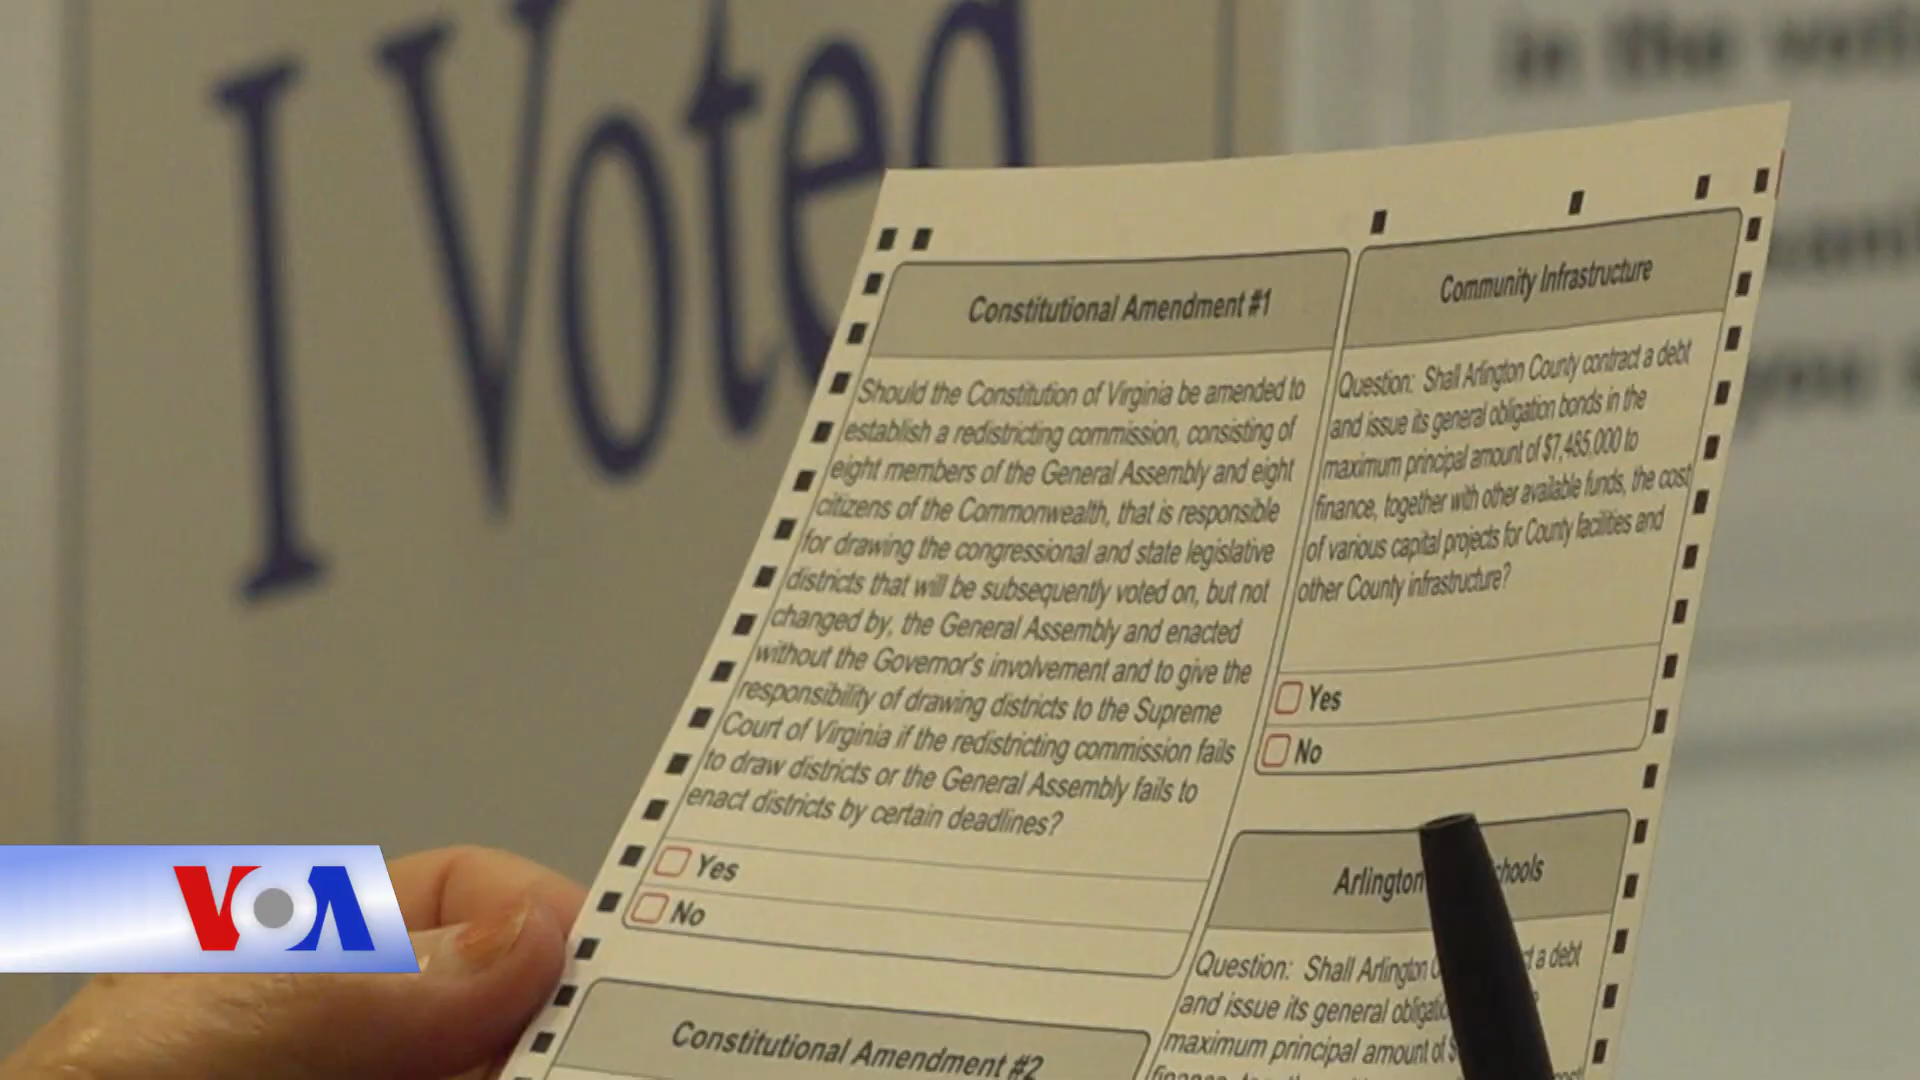 I Voted
in the
you
Constitutional Amendment #1
Should the Constitution of Virginia be amended to
establish a redistricting commission, consisting of
eight members of the General Assembly and eight
citizens of the Commonwealth, that is responsible
for drawing the congressional and state legislative
districts that will be subsequently voted on, but not
changed by, the General Assembly and enacted
without the Governor's involvement and to give the
responsibility of drawing districts to the Supreme
Court of Virginia if the redistricting commission fails
to draw districts or the General Assembly fails to
enact districts by certain deadlines?
Yes
No
Constitutional Amendment #2
Community Infrastructure
Question: Shall Arlington County contract a debt
and issue its general obligation bonds in the
maximum principal amount of $7,485,000 to
finance, together with other available funds, the cost
of various capital projects for County facilities and
other County infrastructure?
Yes
No
Arlington
Question: Shall Arlington a debt
and issue its general
maximum principal amount of $
VOA